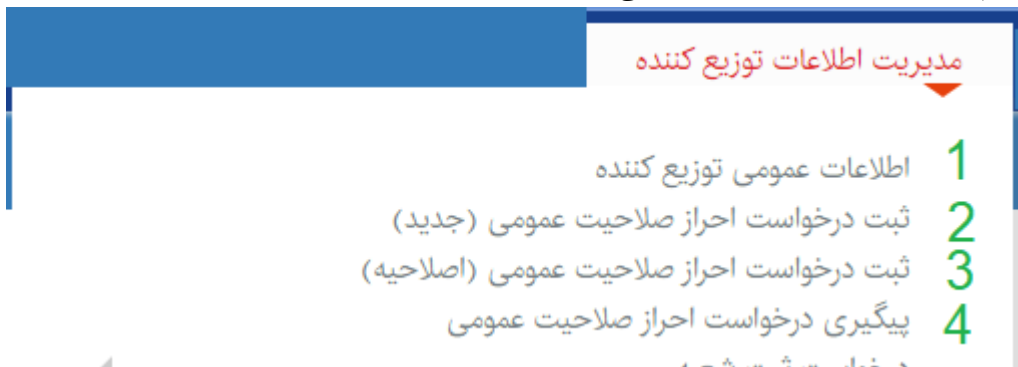 مدیریت اطلاعات توزیع کننده
1 اطلاعات عمومی توزیع کننده
2 ثبت درخواست احراز صلاحیت عمومی (جدید)
3 ثبت درخواست احراز صلاحیت عمومی (اصلاحیه)
4 پیگیری درخواست احراز صلاحیت عمومی